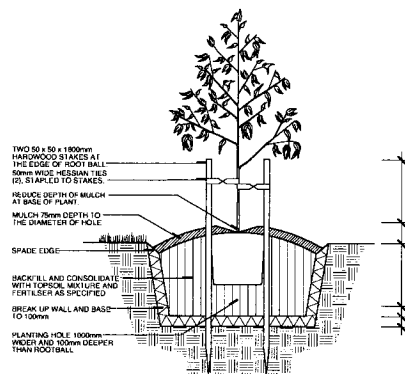 TWO 50 x 50 x 1800mm
HARDWOOD STAKES AT
THE EDGE OF ROOT BALL
50mm WIDE HESSIAN TIES
(2), STAPLED TO STAKES.
REDUCE DEPTH OF MULCH
AT BASE OF PLANT.
MULCH 75mm DEPTH TO
THE DIAMETER OF HOLE
SPADE EDGE
BACKFILL AND CONSOLIDATE
WITH TOPSOIL MIXTURE AND
FERTILISER AS SPECIFIED
BREAK UP WALL AND BASE
TO 100mm
PLANTING HOLE 1000mm
WIDER AND 100mm DEEPER
THAN ROOTBALL